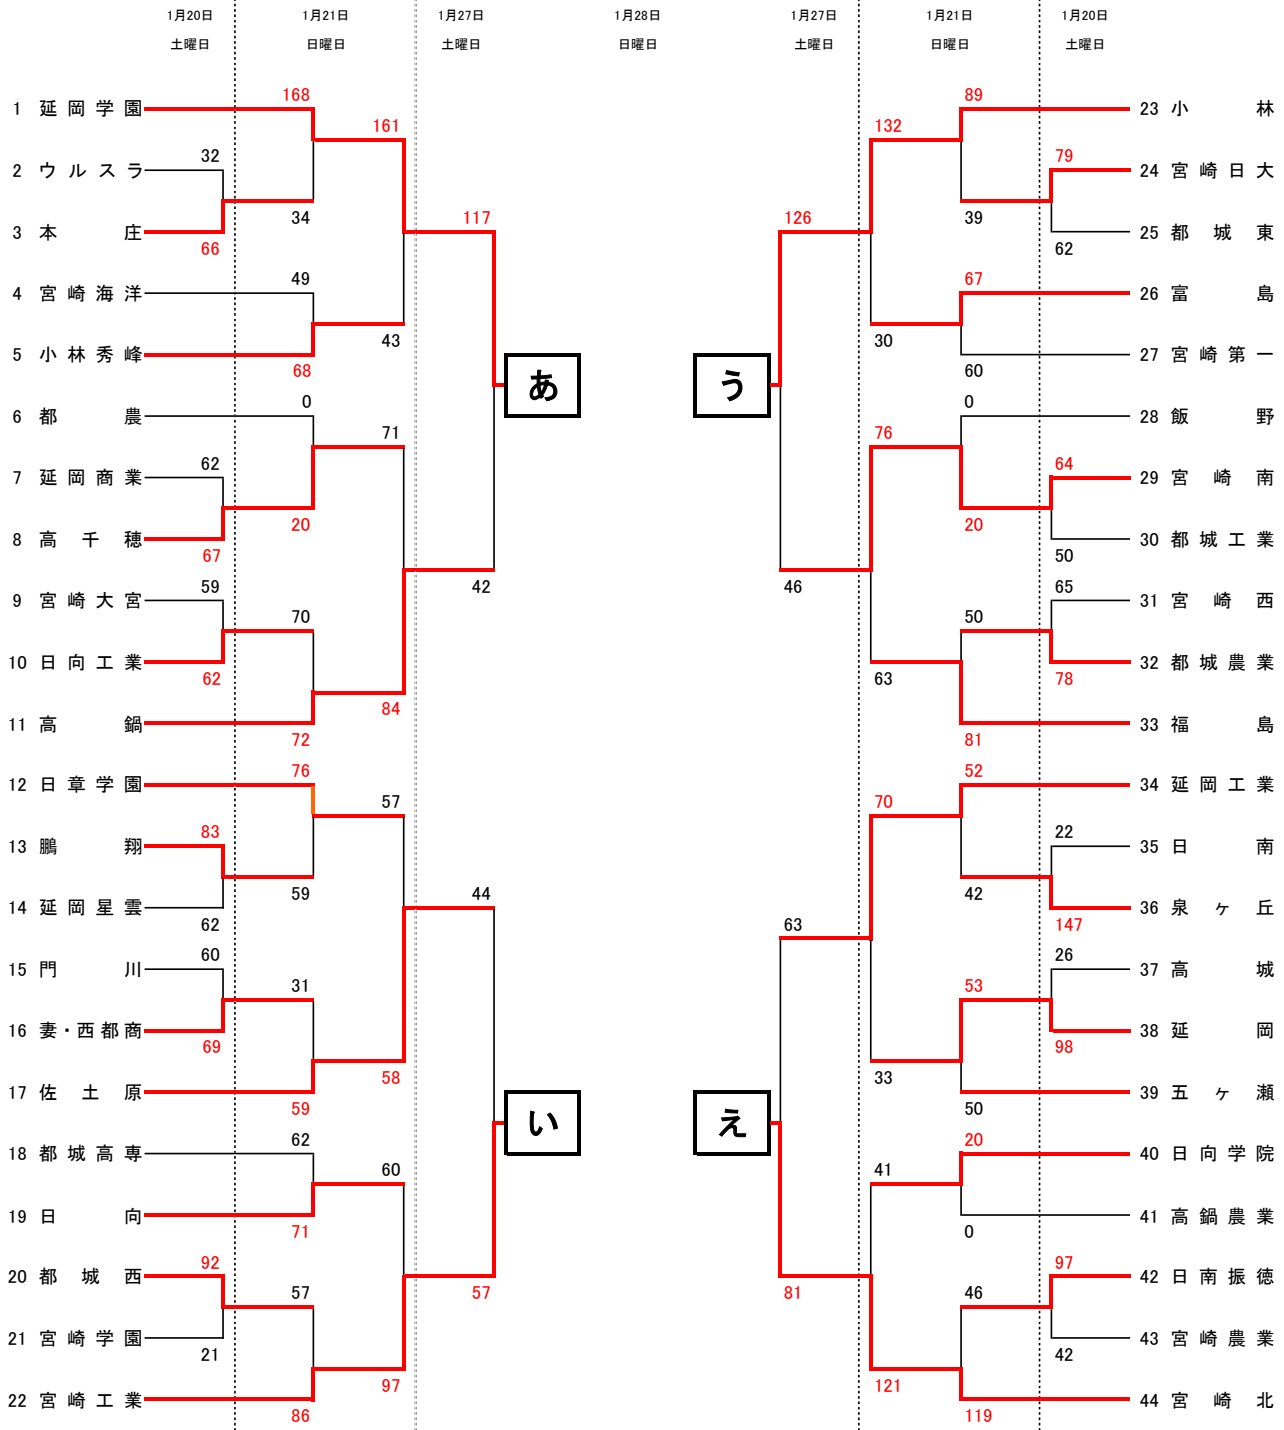 1月20日 1月21日 1月27日 1月28日 1月27日 1月21日 1月20日
土曜日 日曜日 土曜日 日曜日 土曜日 日曜日 土曜日
168 89
1 延岡学園 23 小林
161 132
32 79
2 ウルスラ 24 宮崎日大
34 117 126 39
3 本庄 25 都城東
66 62
49 67
4 宮崎海洋 26 富島
43 30
5 小林秀峰 27 宮崎第一
68 60
あ う
0 0
6 都農 28 飯野
71 76
62 64
7 延岡商業 29 宮崎南
20 20
8 高千穂 30 都城工業
67 50
59 42 46 65
9 宮崎大宮 31 宮崎西
70 50
10 日向工業 32 都城農業
62 63 78
84
11 高鍋 33 福島
72 81
76 52
12 日章学園 34 延岡工業
57 70
83 22
13 鵬翔 35 日南
59 44 42
14 延岡星雲 36 泉ヶ丘
62 63 147
60 26
15 門川 37 高城
31 53
16 妻・西都商 38 延岡
69 98
58 33
17 佐土原 39 五ヶ瀬
59 50
い え
62 20
18 都城高専 40 日向学院
60 41
19 日向 41 高鍋農業
71 0
92 97
20 都城西 42 日南振徳
57 57 81 46
21 宮崎学園 43 宮崎農業
21 42
97 121
22 宮崎工業 44 宮崎北
86 119